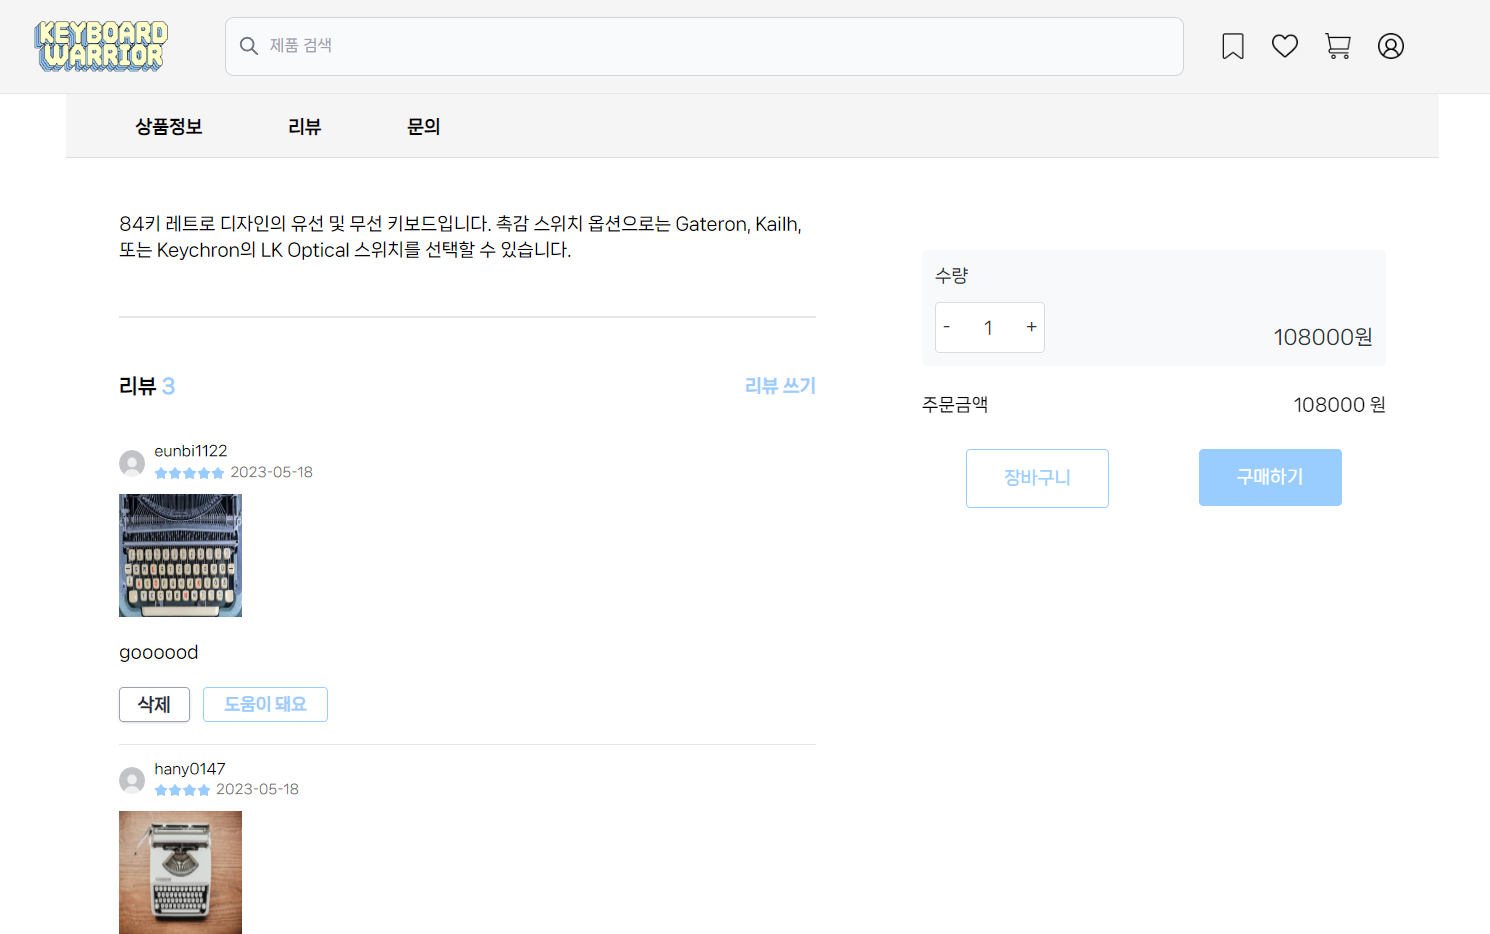 KEYBOARD
WARRIOR
제품 검색
상품정보 리뷰 문의
84키 레트로 디자인의 유선 및 무선 키보드입니다. 촉감 스위치 옵션으로는 Gateron, Kailh,
또는 Keychron의 LK Optical 스위치를 선택할 수 있습니다.
수량
- 1 +
108000원
주문금액 108000 원
장바구니 구매하기
리뷰 3 리뷰 쓰기
eunbi1122
2023-05-18
goooood
삭제 도움이 돼요
hany0147
2023-05-18